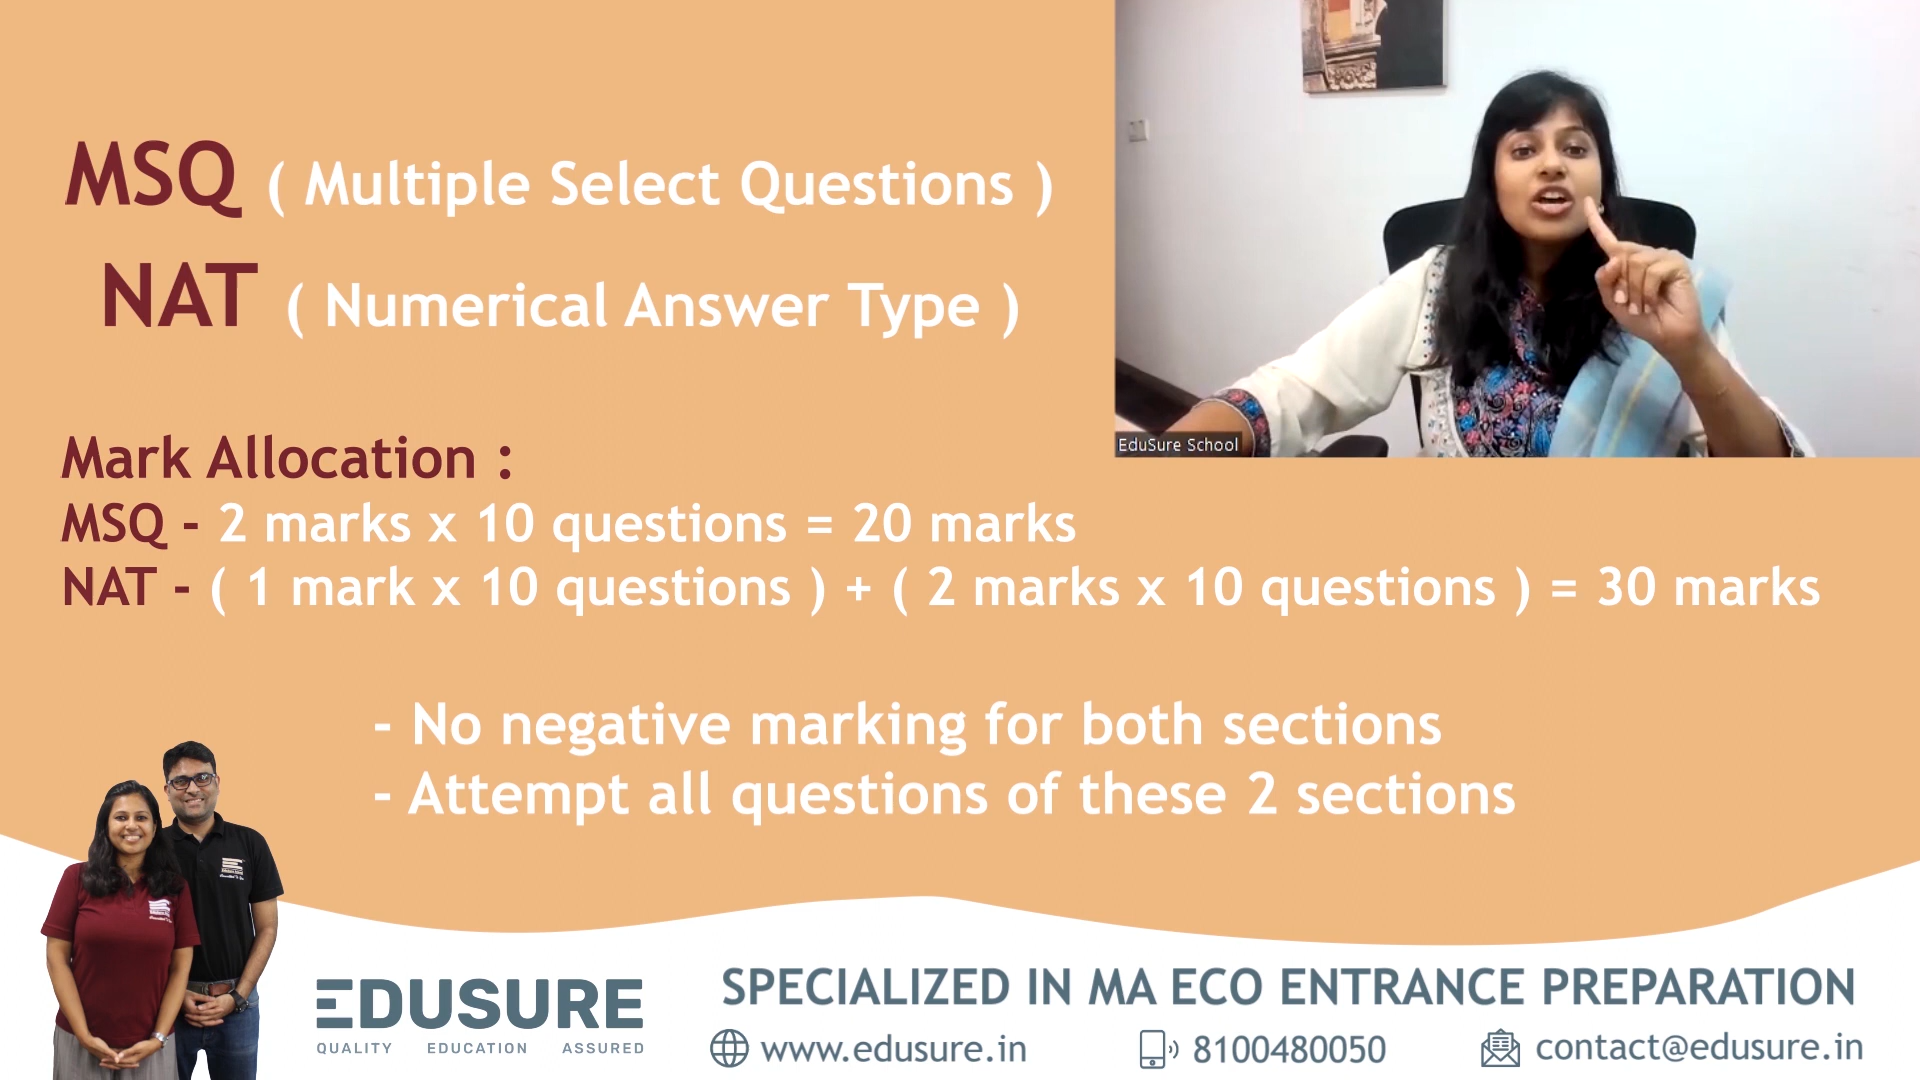 MSQ ( Multiple Select Questions )
NAT ( Numerical Answer Type )
EduSure School
Mark Allocation :
MSQ - 2 marks x 10 questions = 20 marks
NAT - ( 1 mark x 10 questions ) + ( 2 marks x 10 questions ) = 30 marks
- No negative marking for both sections
- Attempt all questions of these 2 sections
EDUSURE
QUALITY EDUCATION ASSURED
SPECIALIZED IN MA ECO ENTRANCE PREPARATION
www.edusure.in 8100480050 contact@edusure.in